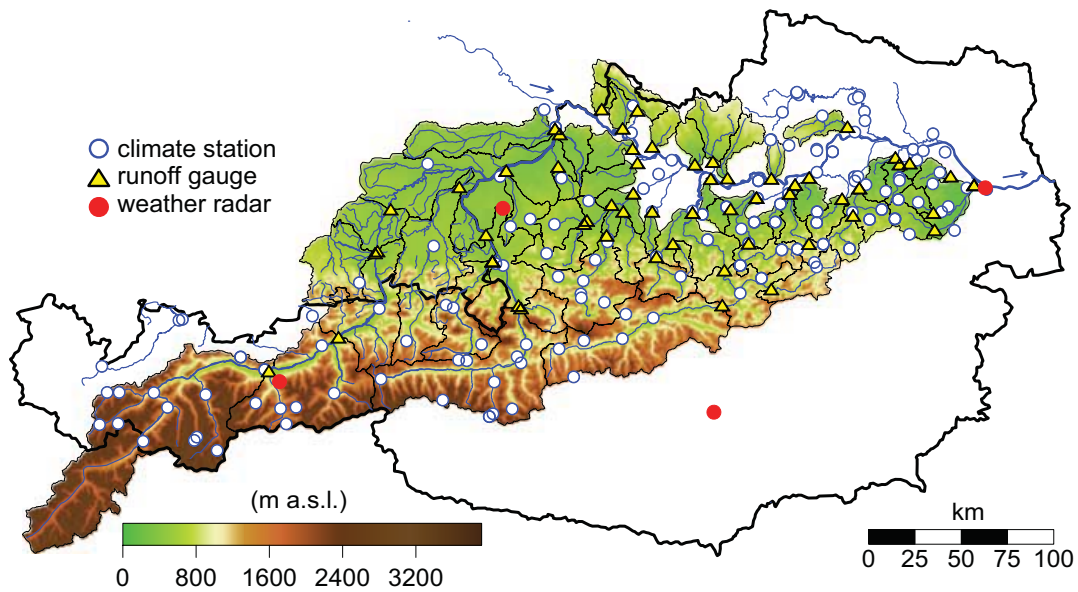 climate station
runoff gauge
weather radar
(m a.s.l.)
0 800 1600 2400 3200
km
0 25 50 75 100